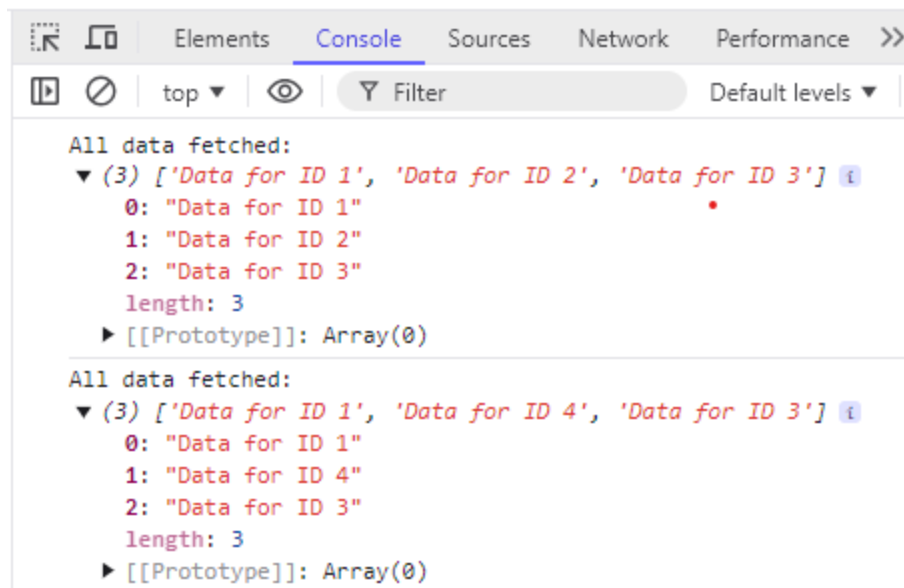 Elements Console Sources Network Performance »
top ▼ Filter Default levels ▼
All data fetched:
▼ (3) ['Data for ID 1', 'Data for ID 2', 'Data for ID 3'] i
0: "Data for ID 1"
1: "Data for ID 2"
2: "Data for ID 3"
length: 3
▶ [[Prototype]]: Array(0)
All data fetched:
▼ (3) ['Data for ID 1', 'Data for ID 4', 'Data for ID 3'] i
0: "Data for ID 1"
1: "Data for ID 4"
2: "Data for ID 3"
length: 3
▶ [[Prototype]]: Array(0)